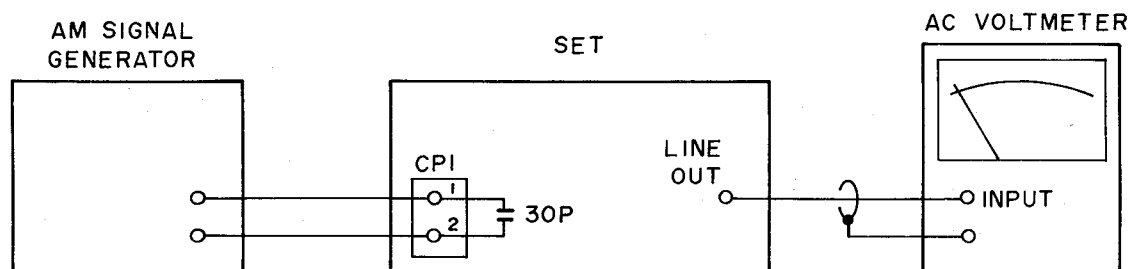 AM SIGNAL
GENERATOR
SET
AC VOLTMETER
CP1
1
2
30P
LINE
OUT
INPUT